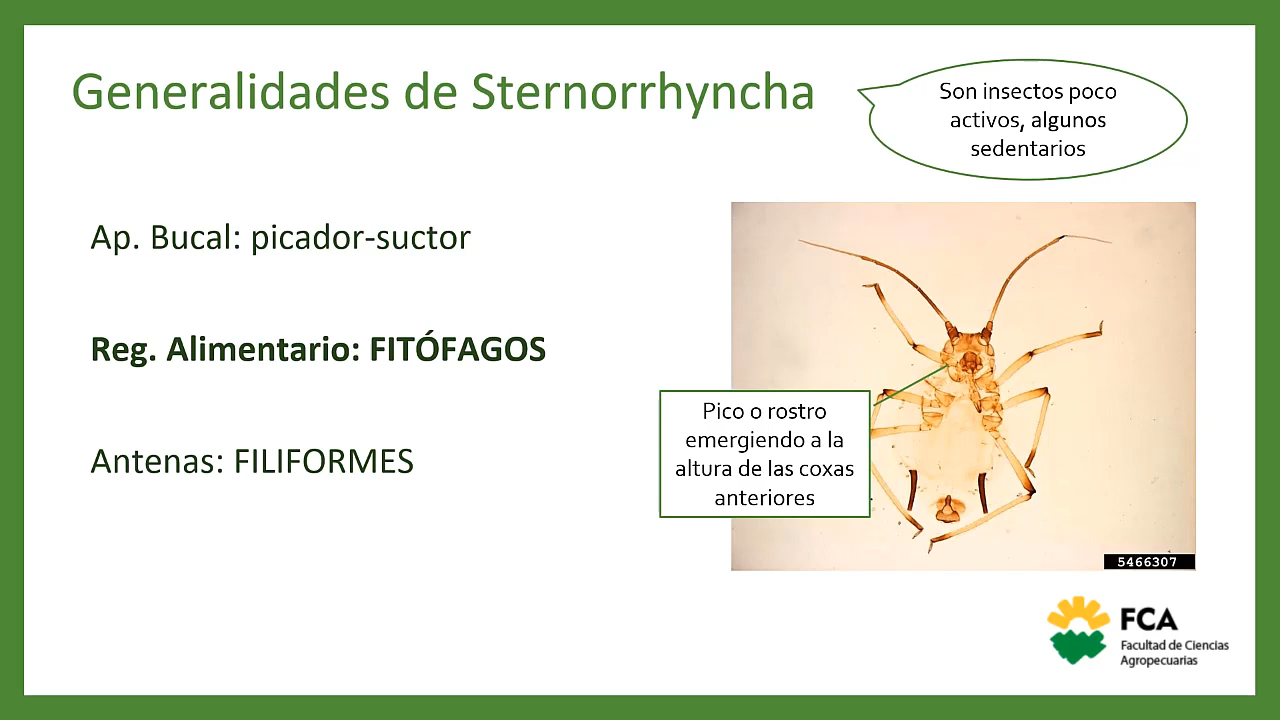 Generalidades de Sternorrhyncha
Son insectos poco
activos, algunos
sedentarios
Ap. Bucal: picador-suctor
Reg. Alimentario: FITÓFAGOS
Antenas: FILIFORMES
Pico o rostro
emergiendo a la
altura de las coxas
anteriores
5466307
FCA
Facultad de Ciencias
Agropecuarias